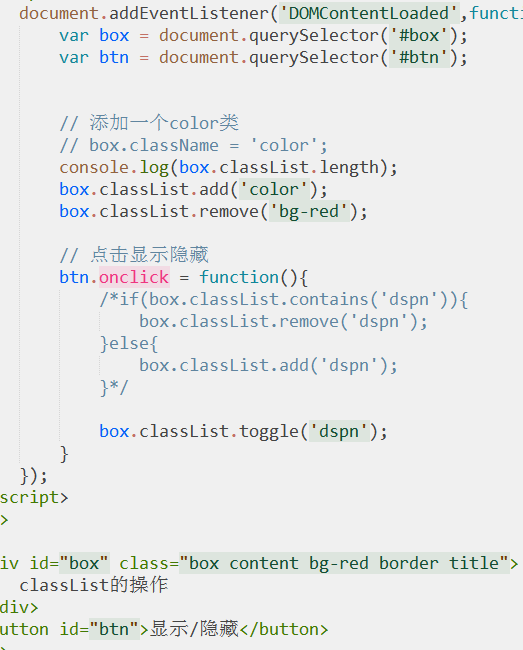 document.addEventListener('DOMContentLoaded',functi
var box = document.querySelector('#box');
var btn = document.querySelector('#btn');
// 添加一个color类
// box.className = 'color';
console.log(box.classList.length);
box.classList.add('color');
box.classList.remove('bg-red');
// 点击显示隐藏
btn.onclick = function(){
/*if(box.classList.contains('dspn')){
box.classList.remove('dspn');
}else{
box.classList.add('dspn');
}*/
box.classList.toggle('dspn');
}
});
script>
>
iv id="box" class="box content bg-red border title">
classList的操作
div>
utton id="btn">显示/隐藏</button>